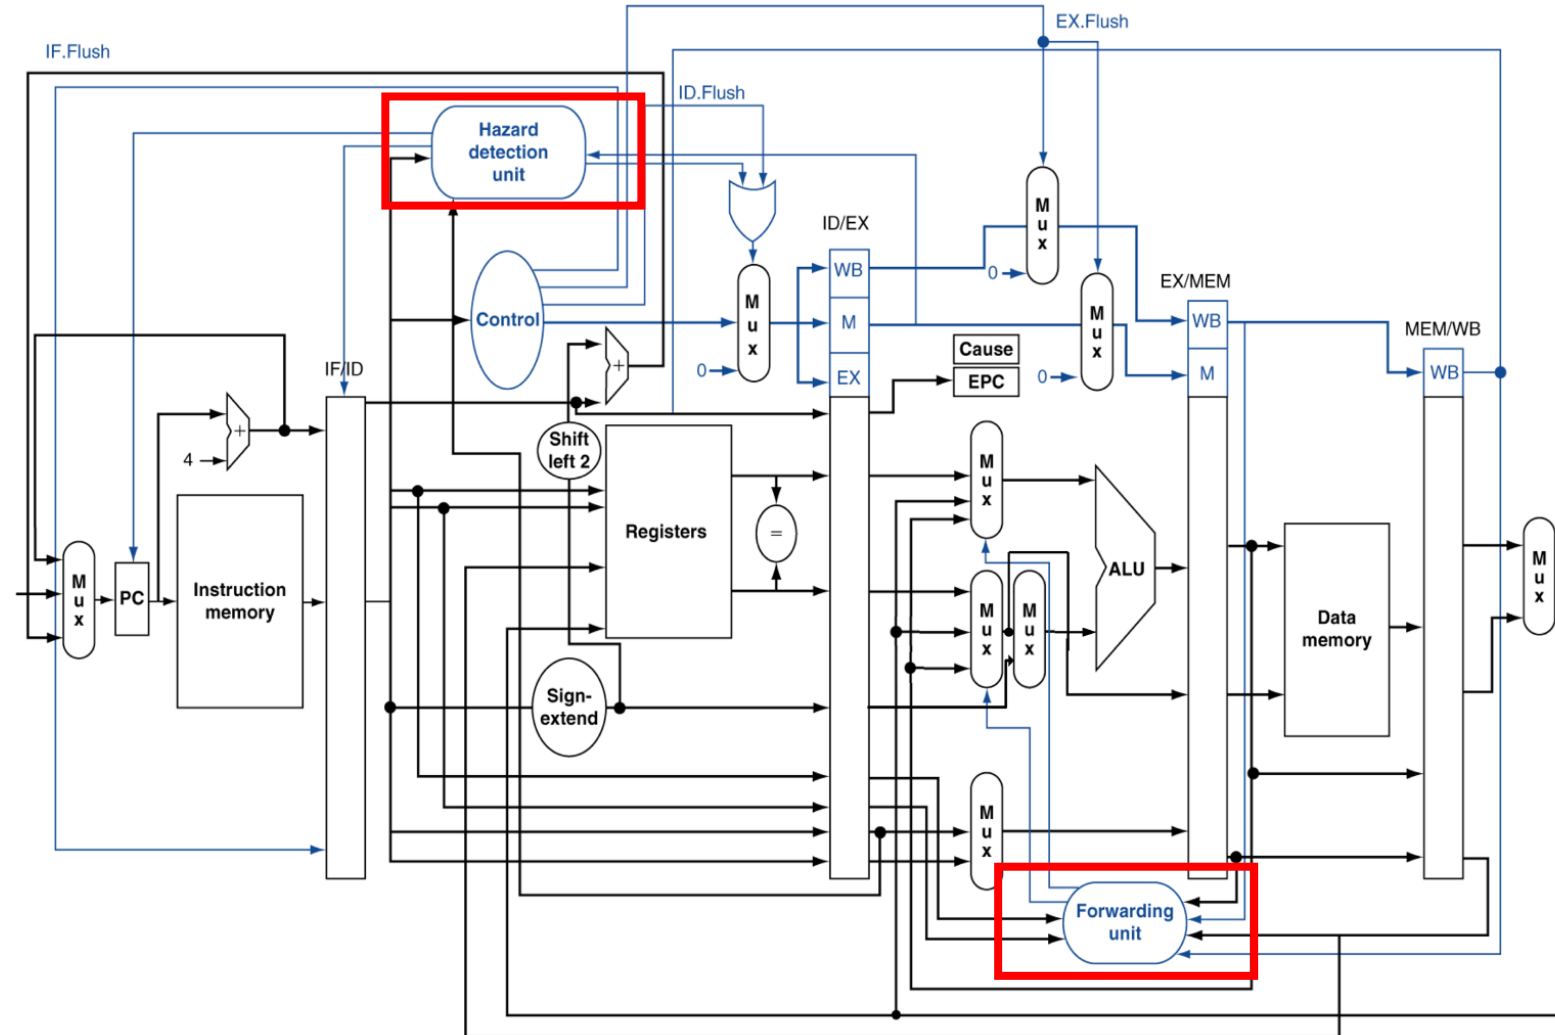 EX.Flush
IF.Flush
ID.Flush
Hazard
detection
unit
M
u
x
ID/EX
0
WB
EX/MEM
M
u
x
M
u
x
Control
M
WB
MEM/WB
Cause
+
IF/ID
0
EX
EPC
0
M
WB
+
4
Shift
left 2
M
u
x
Registers
=
M
u
x
PC
Instruction
memory
M
u
x
M
u
x
ALU
Data
memory
M
u
x
Sign-
extend
M
u
x
Forwarding
unit